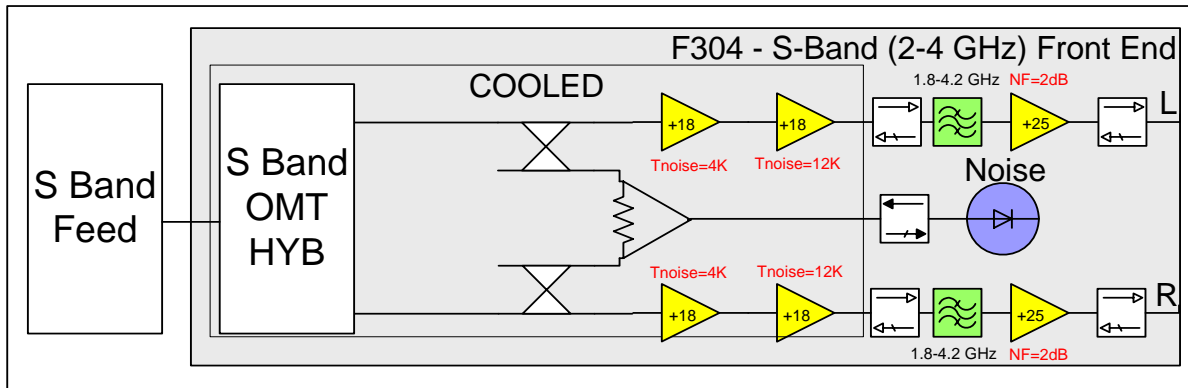 F304 - S-Band (2-4 GHz) Front End
COOLED
1.8-4.2 GHz
NF=2dB
L
+18
+18
+25
Tnoise=4K
Tnoise=12K
S Band
Feed
S Band
OMT
HYB
Noise
Tnoise=4K
Tnoise=12K
R
+18
+18
+25
1.8-4.2 GHz
NF=2dB